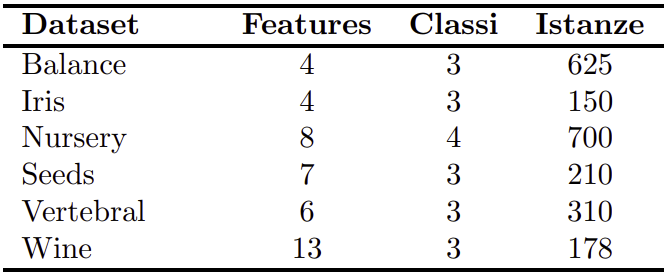 Dataset Features Classi Istanze
Balance 4 3 625
Iris 4 3 150
Nursery 8 4 700
Seeds 7 3 210
Vertebral 6 3 310
Wine 13 3 178